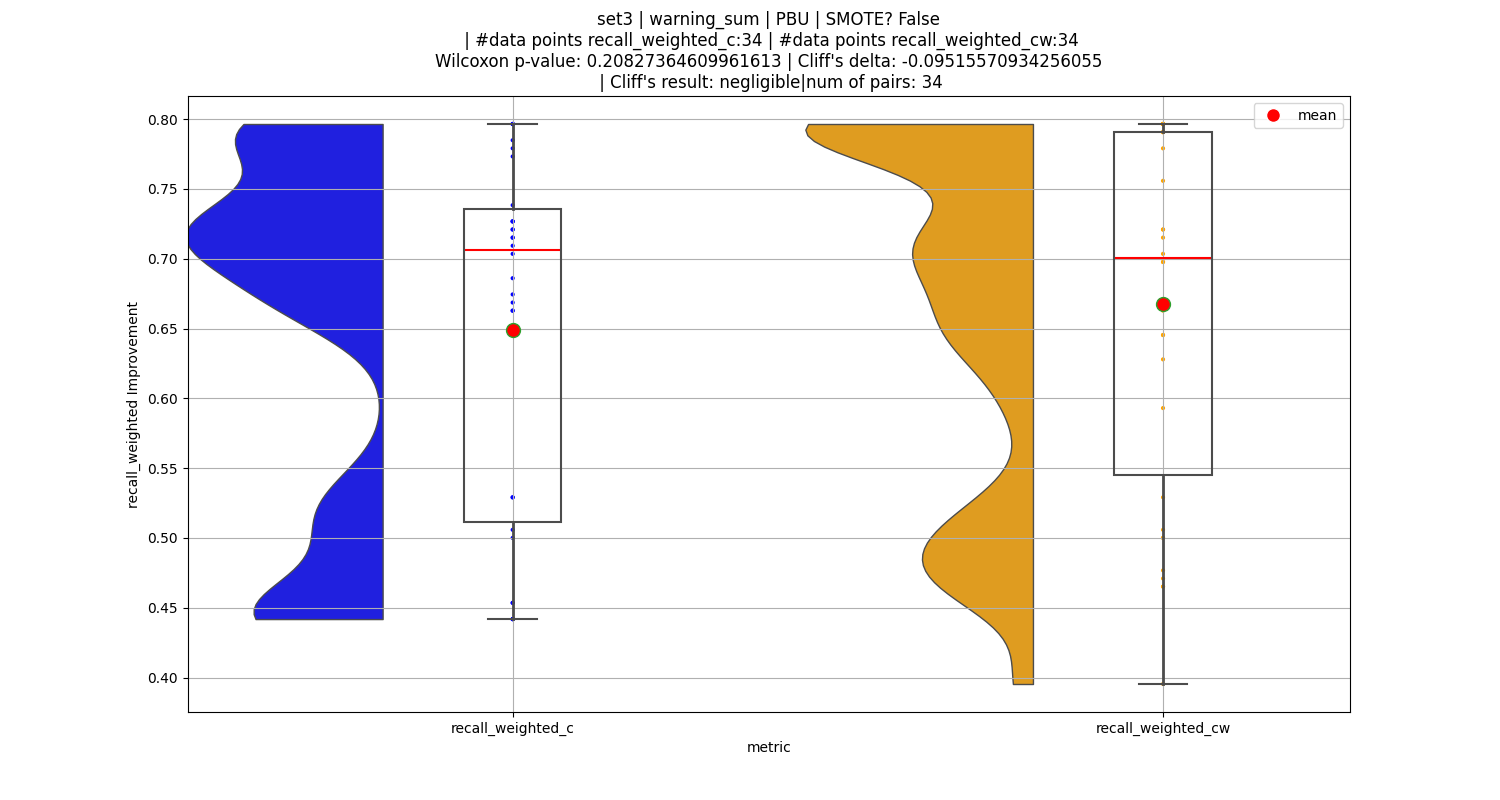 set3 | warning_sum | PBU | SMOTE? False
| #data points recall_weighted_c:34 | #data points recall_weighted_cw:34
Wilcoxon p-value: 0.20827364609961613 | Cliff's delta: -0.09515570934256055
| Cliff's result: negligible|num of pairs: 34
mean
0.80
0.75
0.70
0.65
0.60
0.55
0.50
0.45
0.40
recall_weighted Improvement
recall_weighted_c
recall_weighted_cw
metric